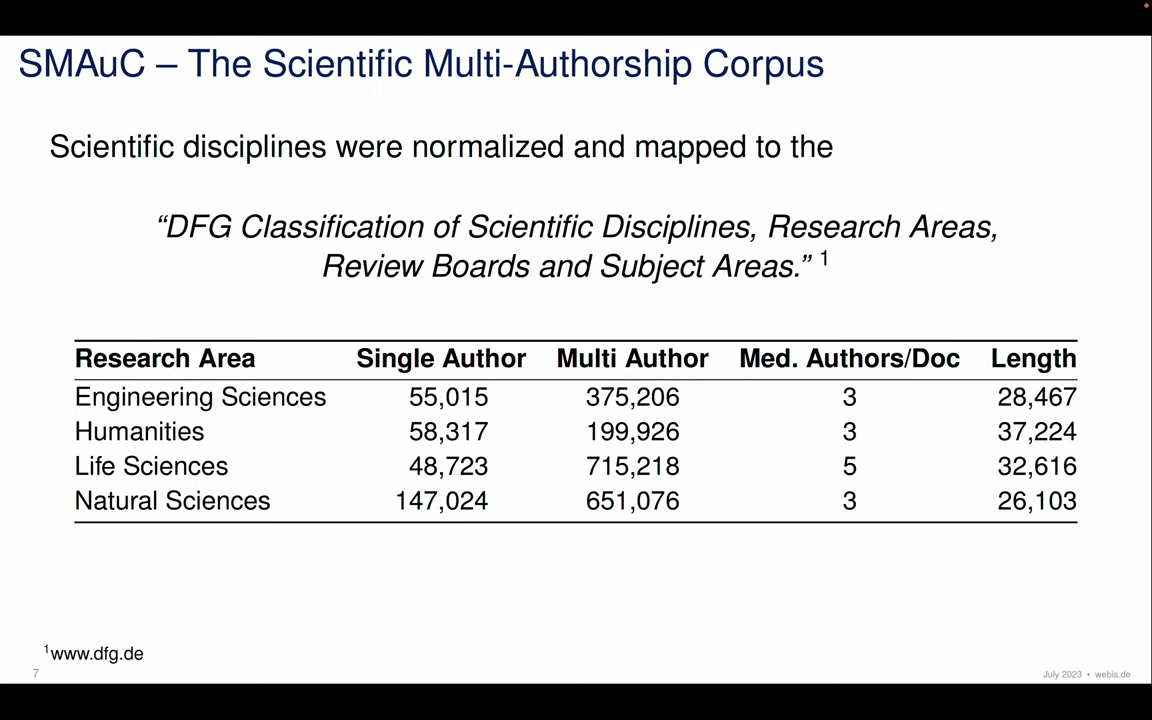 SMAuC – The Scientific Multi-Authorship Corpus
Scientific disciplines were normalized and mapped to the
“DFG Classification of Scientific Disciplines, Research Areas,
Review Boards and Subject Areas.” 1
Research Area Single Author Multi Author Med. Authors/Doc Length
Engineering Sciences 55,015 375,206 3 28,467
Humanities 58,317 199,926 3 37,224
Life Sciences 48,723 715,218 5 32,616
Natural Sciences 147,024 651,076 3 26,103
1www.dfg.de
7 July 2023 • webis.de